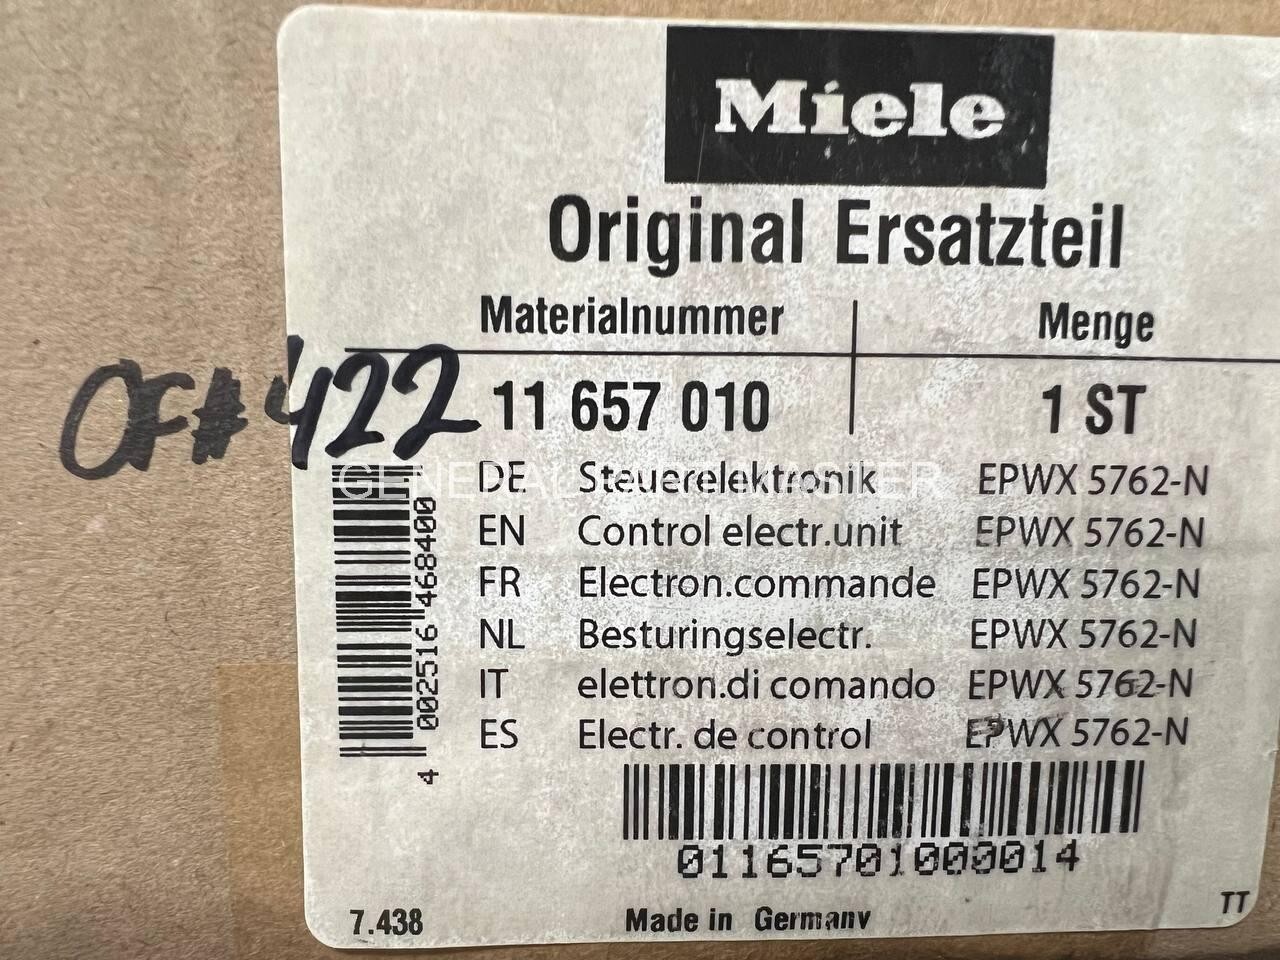 Miele
Original Ersatzteil
Materialnummer Menge
OF# 422
11 657 010 1 ST
DE Steuerelektronik EPWX 5762-N
EN Control electr.unit EPWX 5762-N
FR Electron.commande EPWX 5762-N
NL Besturingselectr. EPWX 5762-N
IT elettron.di comando EPWX 5762-N
ES Electr. de control EPWX 5762-N
4 002516 468400
01165701000014
7.438 Made in Germany TT
GENERAL MASTER